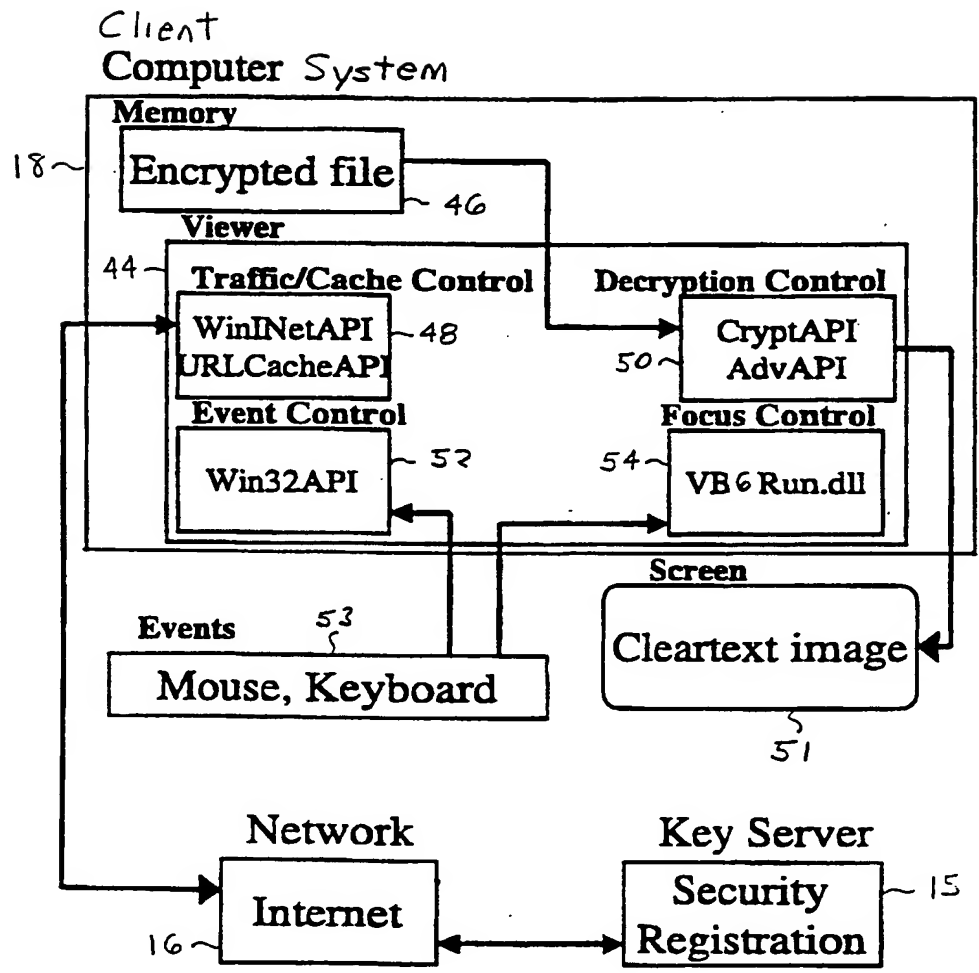 Client
Computer System
Memory
18
Encrypted file
46
Viewer
44
Traffic/Cache Control
Decryption Control
WinINetAPI
URLCacheAPI
48
CryptAPI
AdvAPI
50
Event Control
Focus Control
Win32API
52
54
VB6Run.dll
Screen
Events
53
Mouse, Keyboard
Cleartext image
51
Network
Key Server
Internet
16
Security
Registration
15